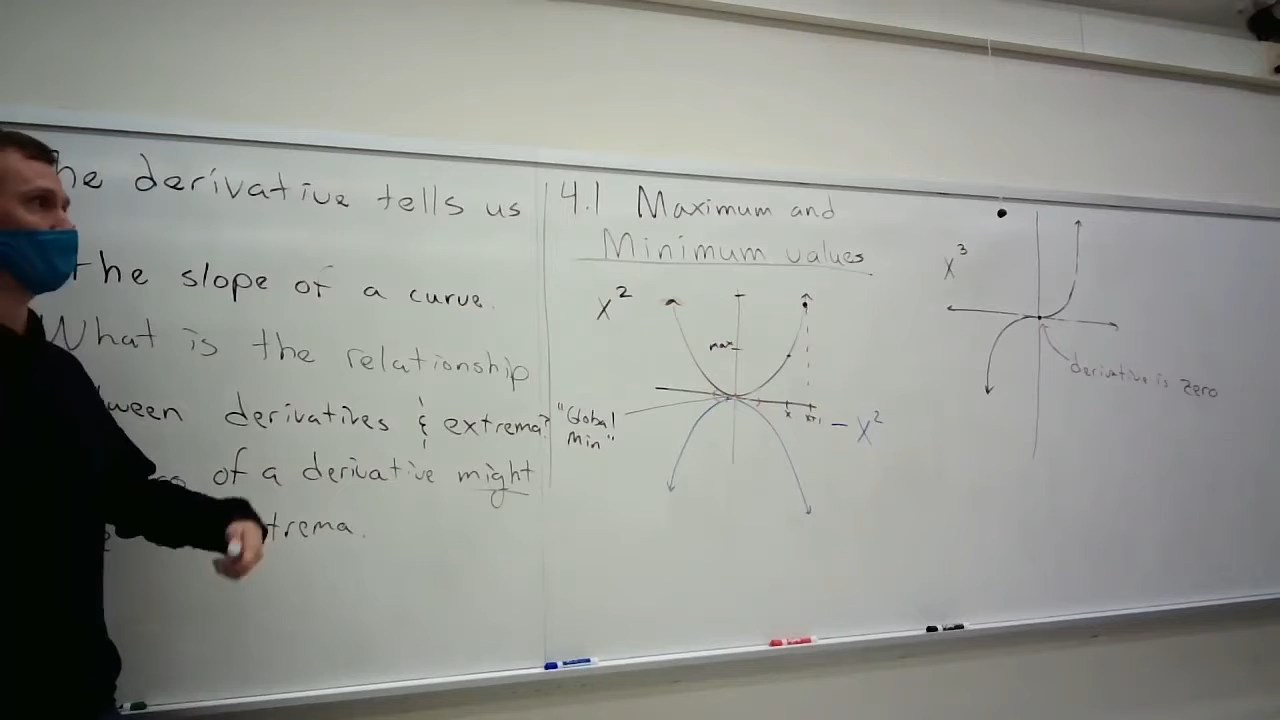 he derivative tells us
the slope of a curve.
What is the relationship
ween derivatives & extrema?
of a derivative might
trema.
4.1 Maximum and
Minimum values
x²
max
"Global
Min"
x x+1
-x²
x³
derivative is zero